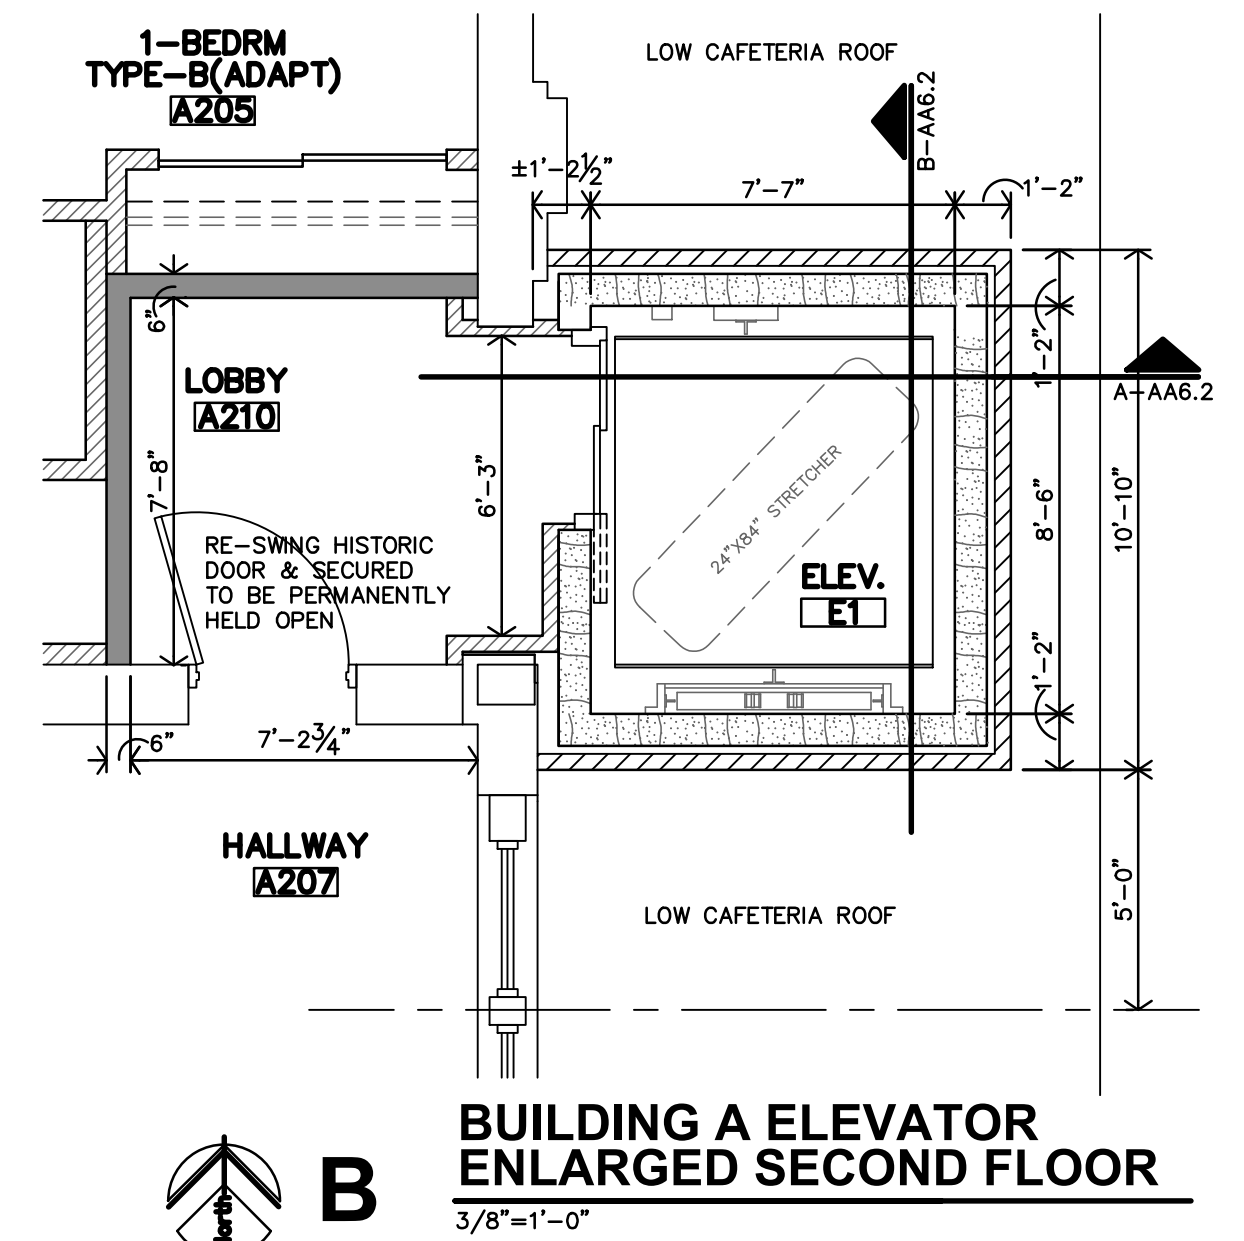 1-BEDRM
TYPE-B(ADAPT)
A205
LOW CAFETERIA ROOF
B-AA6.2
±1'-2½"
7'-7"
1'-2"
6"
LOBBY
A210
7'-8"
6'-3"
1'-2"
A-AA6.2
24"X84" STRETCHER
8'-6"
10'-10"
RE-SWING HISTORIC
DOOR & SECURED
TO BE PERMANENTLY
HELD OPEN
ELEV.
E1
1'-2"
6"
7'-2¾"
HALLWAY
A207
LOW CAFETERIA ROOF
5'-0"
BUILDING A ELEVATOR
ENLARGED SECOND FLOOR
B
3/8"=1'-0"